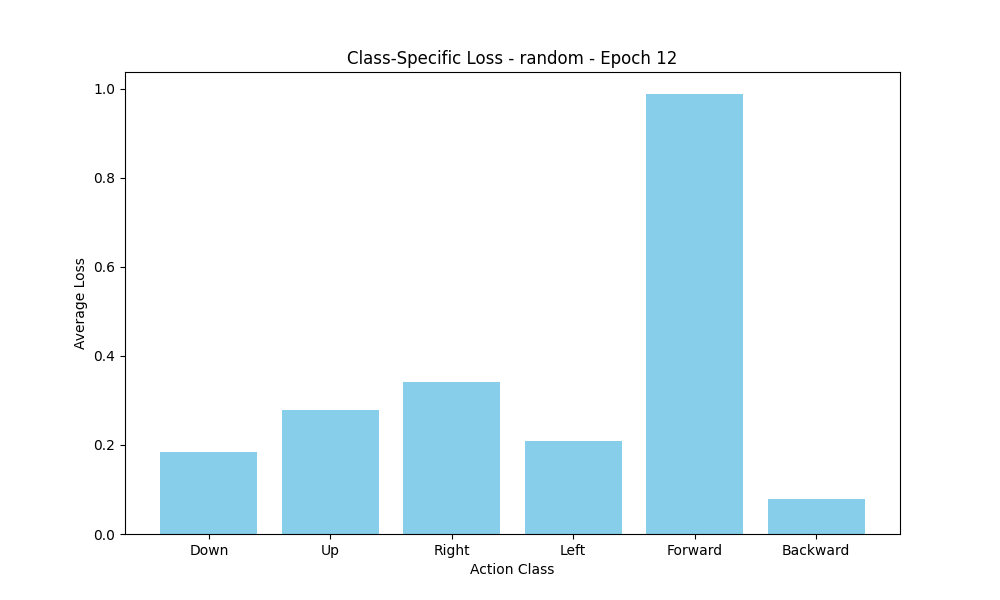 Class-Specific Loss - random - Epoch 12
1.0
0.8
0.6
0.4
0.2
0.0
Average Loss
Down Up Right Left Forward Backward
Action Class